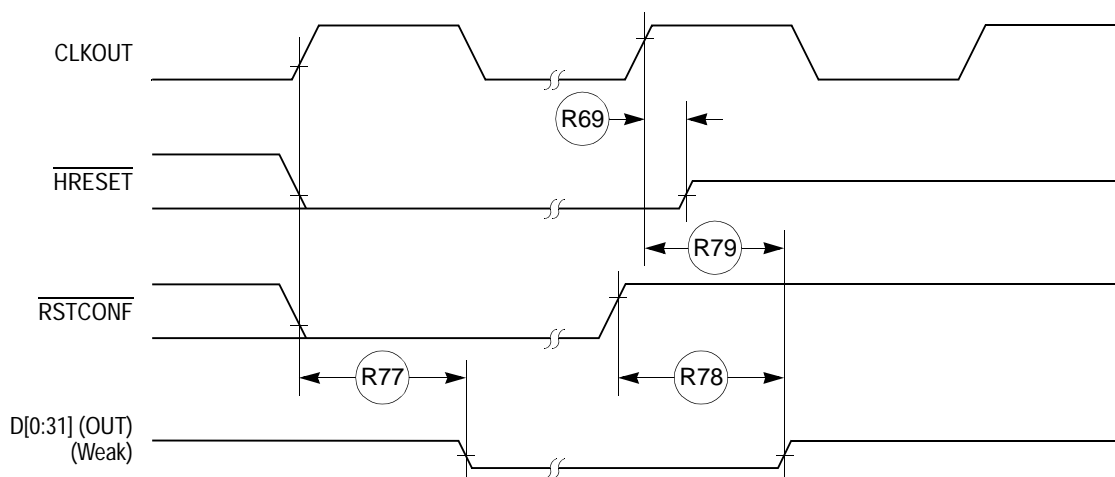 CLKOUT
R69
HRESET
R79
RSTCONF
R77
R78
D[0:31] (OUT)
(Weak)